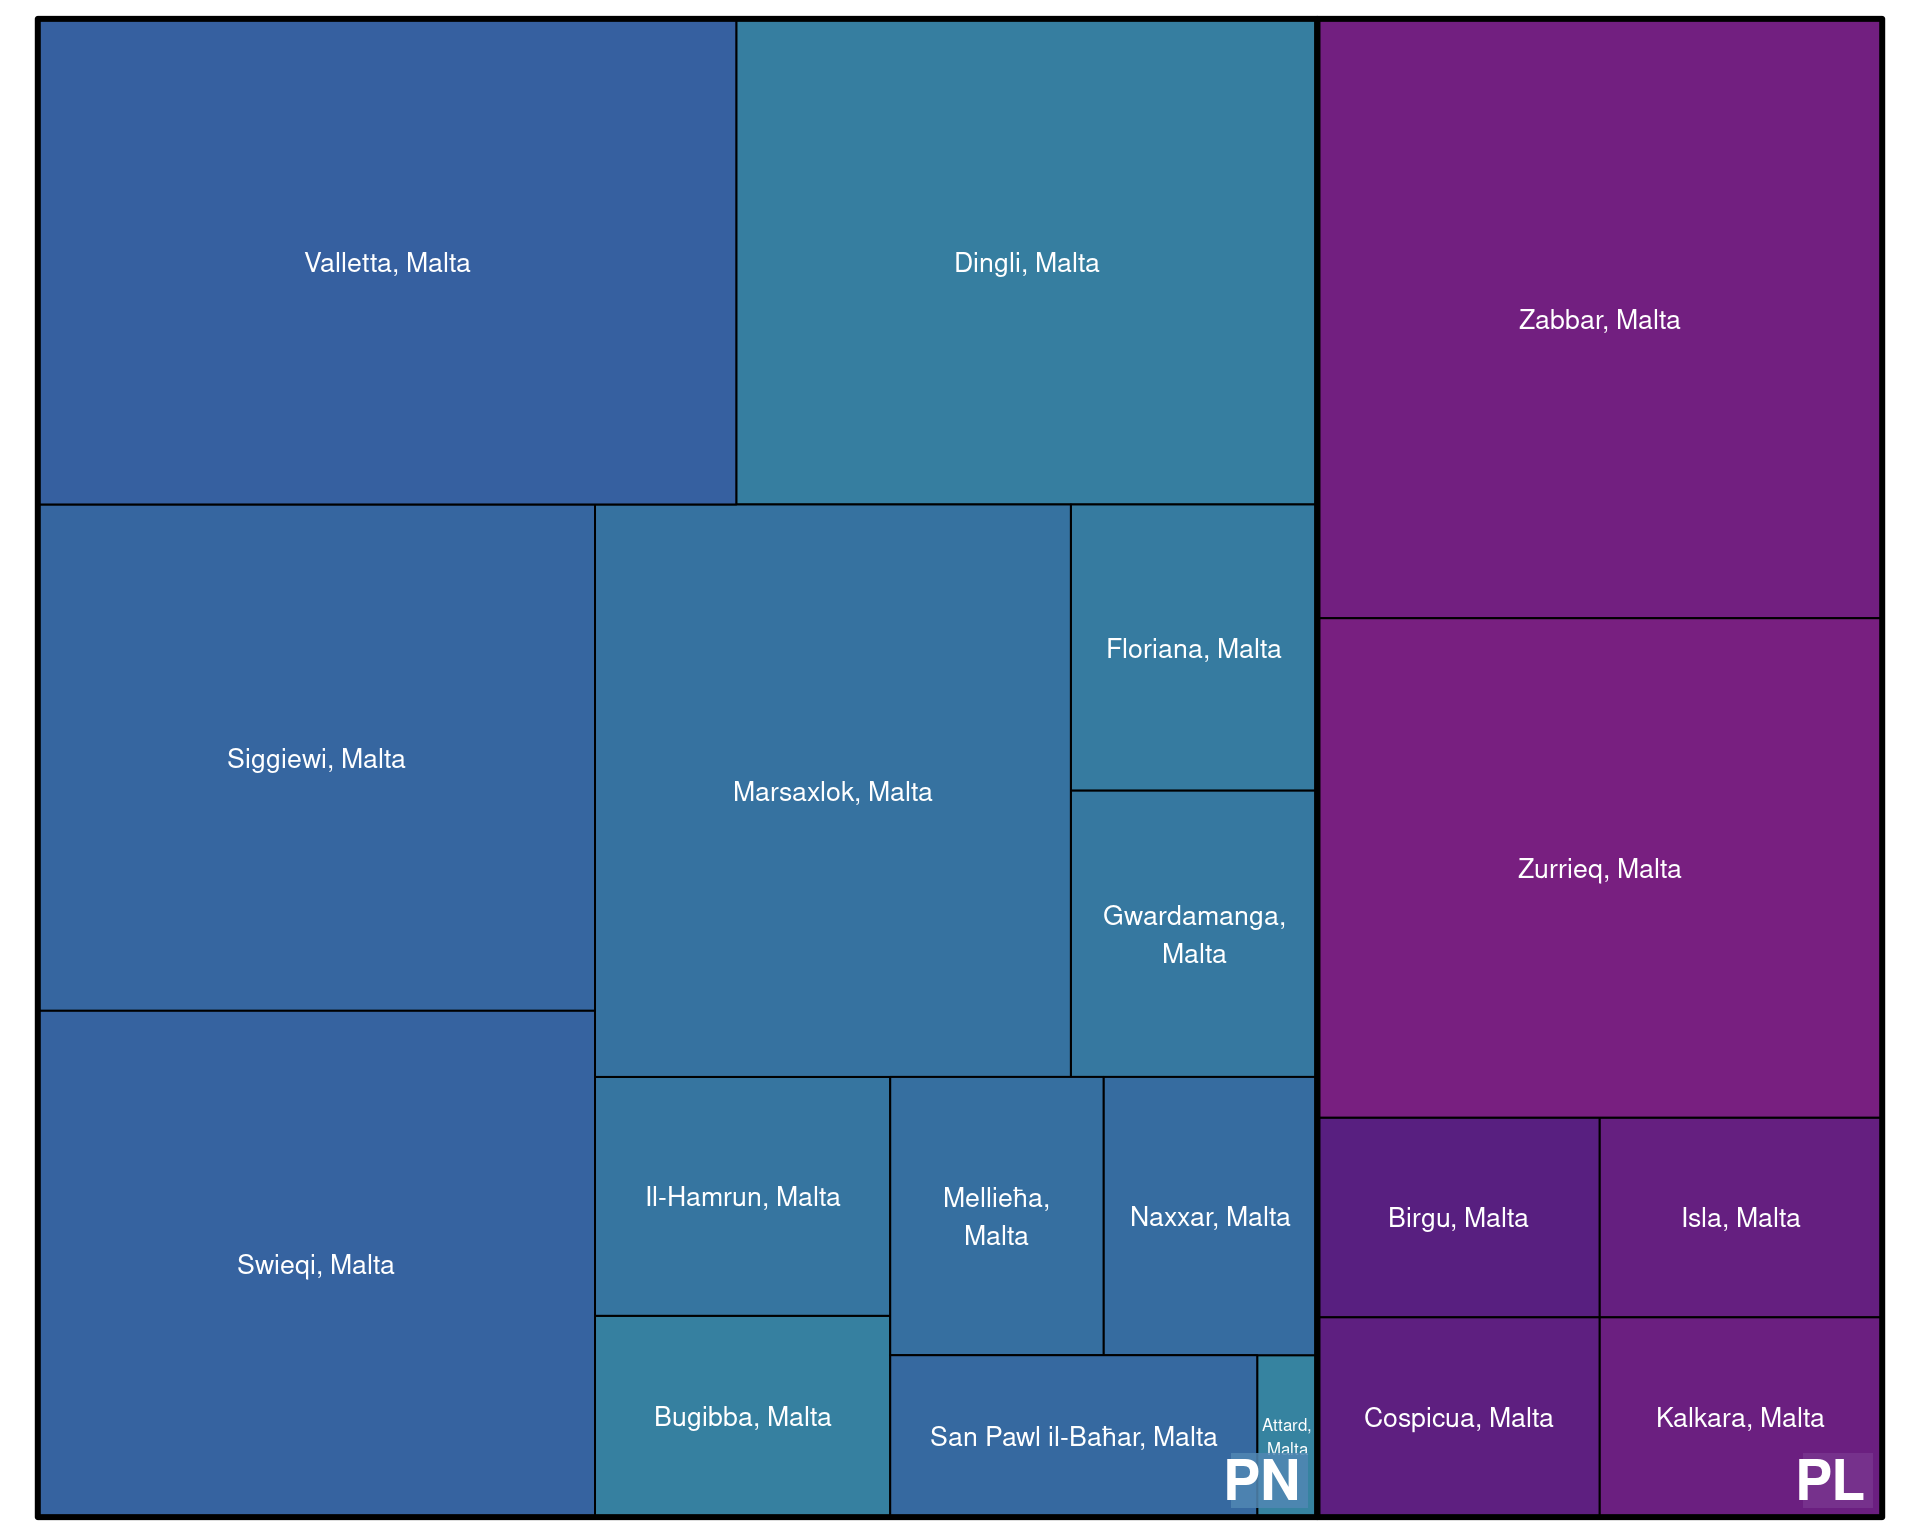 Valletta, Malta
Dingli, Malta
Zabbar, Malta
Siggiewi, Malta
Marsaxlok, Malta
Floriana, Malta
Gwardamanga,
Malta
Zurrieq, Malta
Swieqi, Malta
Il-Hamrun, Malta
Mellieħa,
Malta
Naxxar, Malta
Birgu, Malta
Isla, Malta
Bugibba, Malta
San Pawl il-Baħar, Malta
Attard,
Malta
Cospicua, Malta
Kalkara, Malta
PN
PL